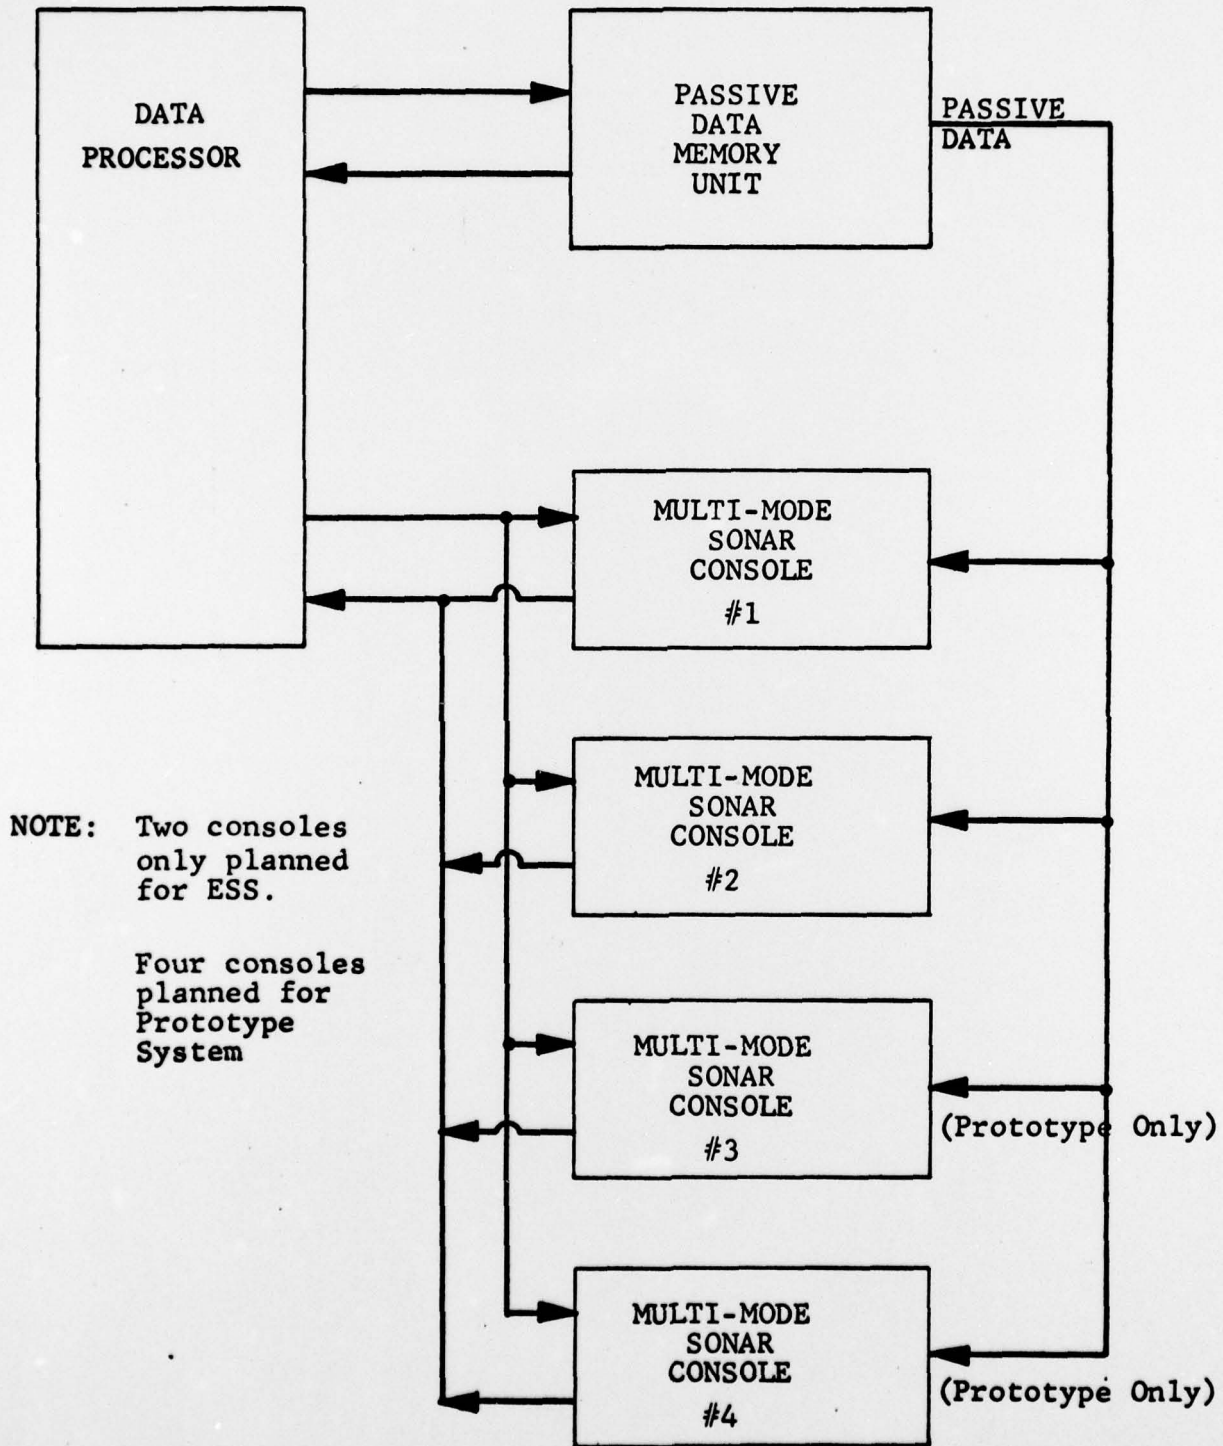 DATA
PROCESSOR
PASSIVE
DATA
MEMORY
UNIT
PASSIVE
DATA
MULTI-MODE
SONAR
CONSOLE
#1
MULTI-MODE
SONAR
CONSOLE
#2
NOTE: Two consoles
only planned
for ESS.
Four consoles
planned for
Prototype
System
MULTI-MODE
SONAR
CONSOLE
#3
(Prototype Only)
MULTI-MODE
SONAR
CONSOLE
#4
(Prototype Only)